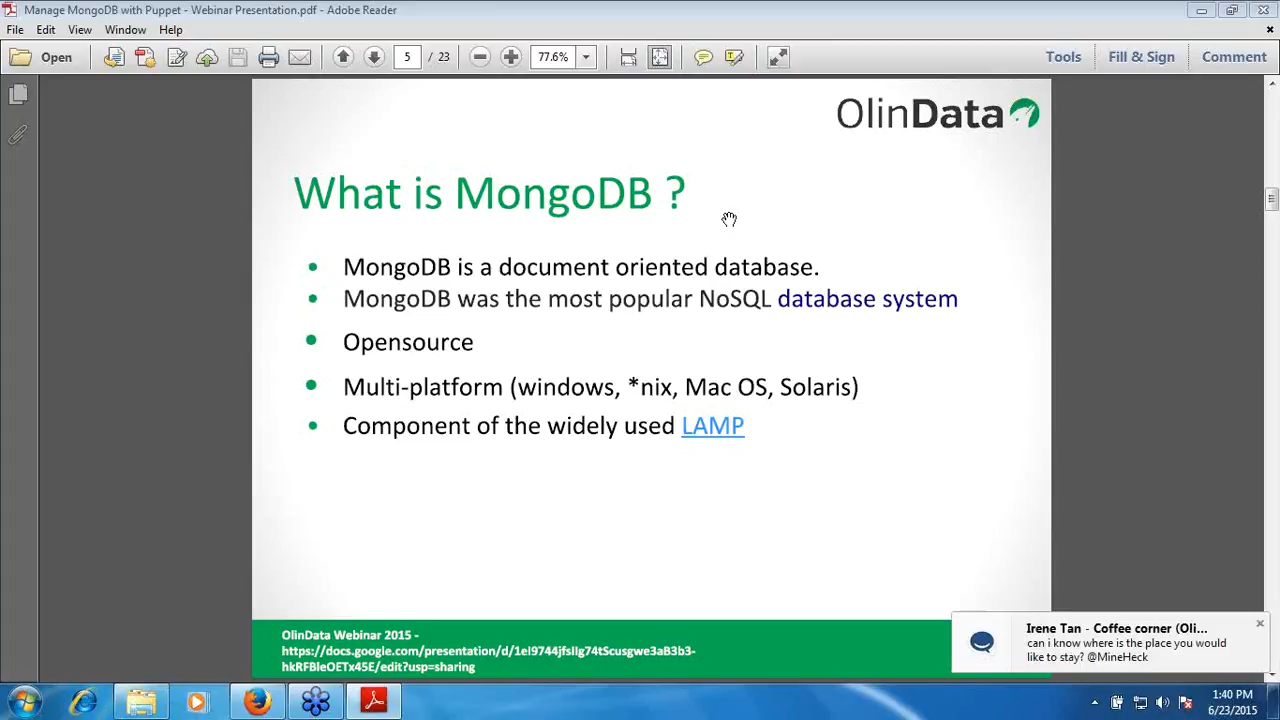 Manage MongoDB with Puppet - Webinar Presentation.pdf - Adobe Reader
File Edit View Window Help
Open 5 / 23 77.6% Tools Fill & Sign Comment
OlinData
What is MongoDB ?
• MongoDB is a document oriented database.
• MongoDB was the most popular NoSQL database system
• Opensource
• Multi-platform (windows, *nix, Mac OS, Solaris)
• Component of the widely used LAMP
OlinData Webinar 2015 -
https://docs.google.com/presentation/d/1el9744jfsIlg74tScusgwe3aB3b3-
hkRFBleOETx45E/edit?usp=sharing
Irene Tan - Coffee corner (Oli...
can i know where is the place you would
like to stay? @MineHeck
1:40 PM
6/23/2015